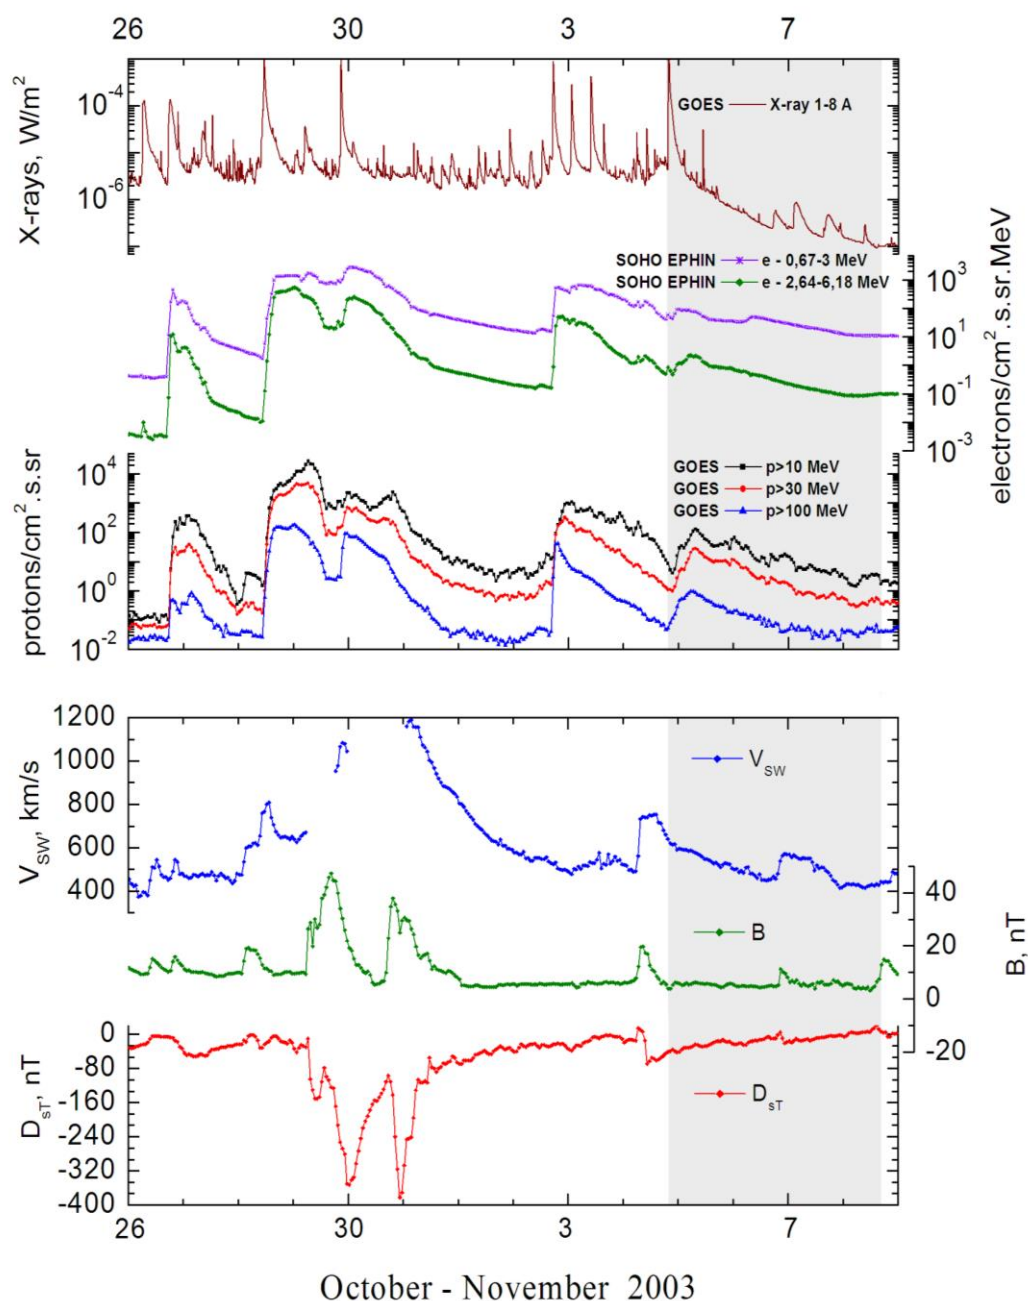 26 30 3 7
X-rays, W/m²
10⁻⁴
10⁻⁶
GOES X-ray 1-8 A
SOHO EPHIN e - 0,67-3 MeV
SOHO EPHIN e - 2,64-6,18 MeV
10³
10¹
10⁻¹
10⁻³
electrons/cm².s.sr.MeV
protons/cm².s.sr
10⁴
10²
10⁰
10⁻²
GOES p>10 MeV
GOES p>30 MeV
GOES p>100 MeV
V_SW, km/s
1200
1000
800
600
400
V_SW
B
40
20
0
-20
B, nT
D_sT, nT
0
-80
-160
-240
-320
-400
D_sT
26 30 3 7
October - November 2003